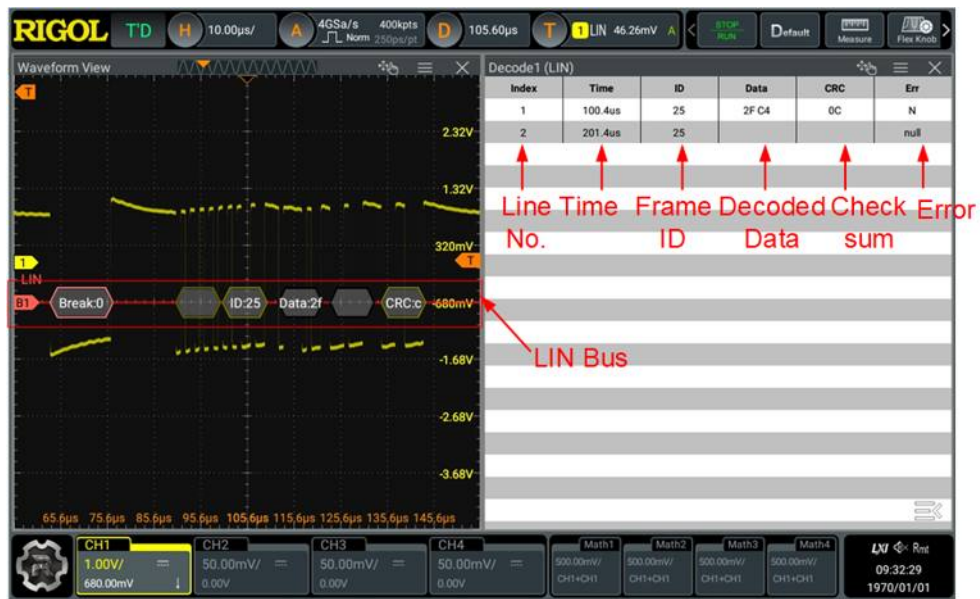 RIGOL T'D H 10.00μs/ A 4GSa/s 400kpts Norm 250ps/pt D 105.60μs T 1 LIN 46.26mV A < STOP RUN Default Measure Flex Knob >
Waveform View
T
2.32V
1.32V
320mV
T
1
LIN
B1 Break:0 ID:25 Data:2f CRC:c -680mV
-1.68V
-2.68V
-3.68V
65.6μs 75.6μs 85.6μs 95.6μs 105.6μs 115.6μs 125.6μs 135.6μs 145.6μs
Decode1 (LIN)
Index Time ID Data CRC Err
1 100.4us 25 2F C4 0C N
2 201.4us 25 null
Line Time Frame Decoded Check Error
No. ID Data sum
LIN Bus
CH1 CH2 CH3 CH4 Math1 Math2 Math3 Math4
1.00V/ 50.00mV/ 50.00mV/ 50.00mV/ 500.00mV/ 500.00mV/ 500.00mV/ 500.00mV/
680.00mV 0.00V 0.00V 0.00V CH1+CH1 CH1+CH1 CH1+CH1 CH1+CH1
LXI Rmt
09:32:29
1970/01/01